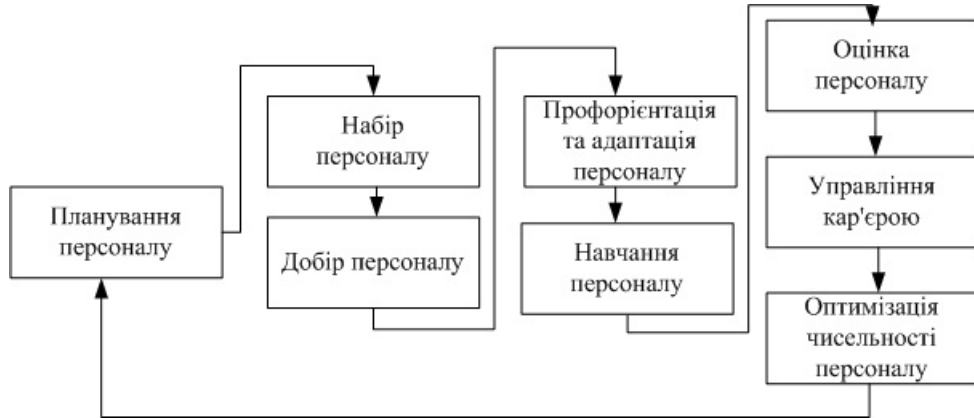 Планування
персоналу
Набір
персоналу
Добір персоналу
Профорієнтація
та адаптація
персоналу
Навчання
персоналу
Оцінка
персоналу
Управління
кар'єрою
Оптимізація
чисельності
персоналу